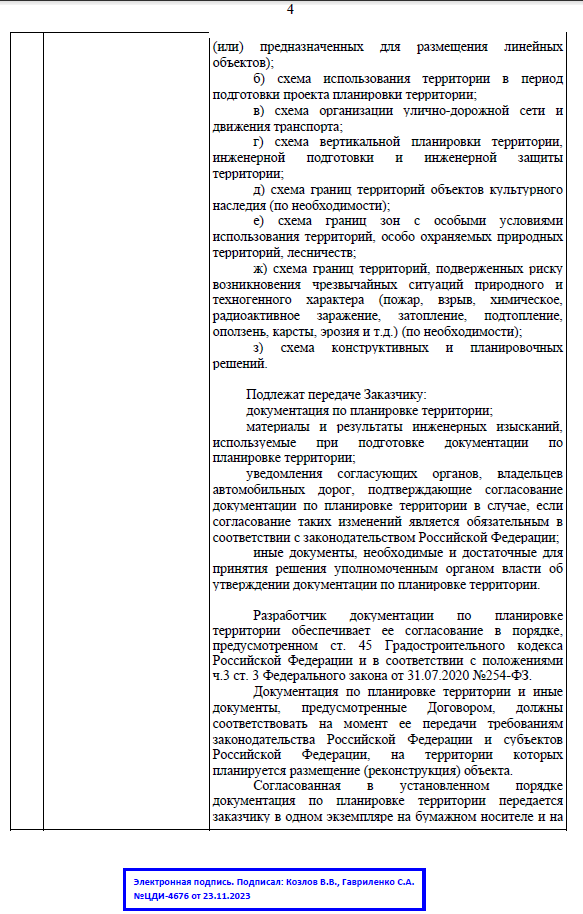 4
(или) предназначенных для размещения линейных
объектов);
б) схема использования территории в период
подготовки проекта планировки территории;
в) схема организации улично-дорожной сети и
движения транспорта;
г) схема вертикальной планировки территории,
инженерной подготовки и инженерной защиты
территории;
д) схема границ территорий объектов культурного
наследия (по необходимости);
е) схема границ зон с особыми условиями
использования территорий, особо охраняемых природных
территорий, лесничеств;
ж) схема границ территорий, подверженных риску
возникновения чрезвычайных ситуаций природного и
техногенного характера (пожар, взрыв, химическое,
радиоактивное заражение, затопление, подтопление,
оползень, карсты, эрозия и т.д.) (по необходимости);
з) схема конструктивных и планировочных
решений.
Подлежат передаче Заказчику:
документация по планировке территории;
материалы и результаты инженерных изысканий,
используемые при подготовке документации по
планировке территории;
уведомления согласующих органов, владельцев
автомобильных дорог, подтверждающие согласование
документации по планировке территории в случае, если
согласование таких изменений является обязательным в
соответствии с законодательством Российской Федерации;
иные документы, необходимые и достаточные для
принятия решения уполномоченным органом власти об
утверждении документации по планировке территории.
Разработчик документации по планировке
территории обеспечивает ее согласование в порядке,
предусмотренном ст. 45 Градостроительного кодекса
Российской Федерации и в соответствии с положениями
ч.3 ст. 3 Федерального закона от 31.07.2020 №254-ФЗ.
Документация по планировке территории и иные
документы, предусмотренные Договором, должны
соответствовать на момент ее передачи требованиям
законодательства Российской Федерации и субъектов
Российской Федерации, на территории которых
планируется размещение (реконструкция) объекта.
Согласованная в установленном порядке
документация по планировке территории передается
заказчику в одном экземпляре на бумажном носителе и на
Электронная подпись. Подписал: Козлов В.В., Гавриленко С.А.
№ЦДИ-4676 от 23.11.2023